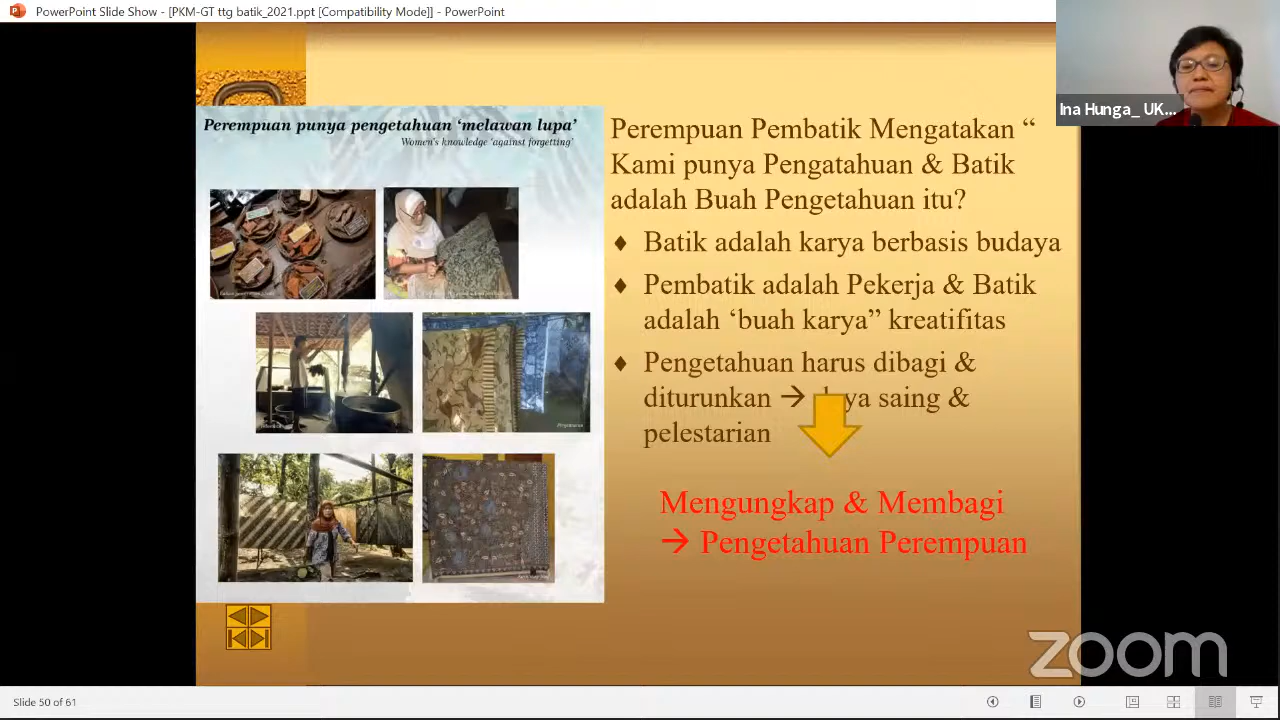 PowerPoint Slide Show - [PKM-GT ttg batik_2021.ppt [Compatibility Mode]] - PowerPoint
Ina Hunga_ UK...
Perempuan punya pengetahuan ‘melawan lupa’
Women's knowledge 'against forgetting'
Perempuan Pembatik Mengatakan “
Kami punya Pengatahuan & Batik
adalah Buah Pengetahuan itu?
♦ Batik adalah karya berbasis budaya
♦ Pembatik adalah Pekerja & Batik
adalah ‘buah karya” kreatifitas
♦ Pengetahuan harus dibagi &
diturunkan → saing &
pelestarian
Mengungkap & Membagi
→ Pengetahuan Perempuan
zoom
Slide 50 of 61